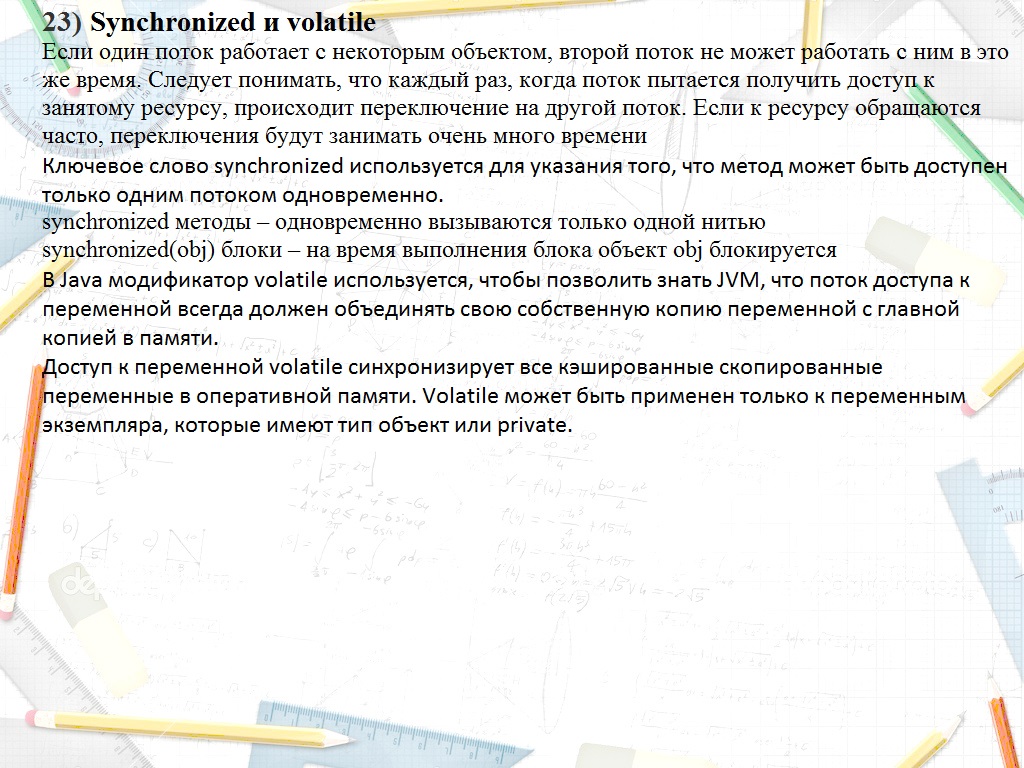 23) Synchronized и volatile
Если один поток работает с некоторым объектом, второй поток не может работать с ним в это
же время. Следует понимать, что каждый раз, когда поток пытается получить доступ к
занятому ресурсу, происходит переключение на другой поток. Если к ресурсу обращаются
часто, переключения будут занимать очень много времени
Ключевое слово synchronized используется для указания того, что метод может быть доступен
только одним потоком одновременно.
synchronized методы – одновременно вызываются только одной нитью
synchronized(obj) блоки – на время выполнения блока объект obj блокируется
В Java модификатор volatile используется, чтобы позволить знать JVM, что поток доступа к
переменной всегда должен объединять свою собственную копию переменной с главной
копией в памяти.
Доступ к переменной volatile синхронизирует все кэшированные скопированные
переменные в оперативной памяти. Volatile может быть применен только к переменным
экземпляра, которые имеют тип объект или private.